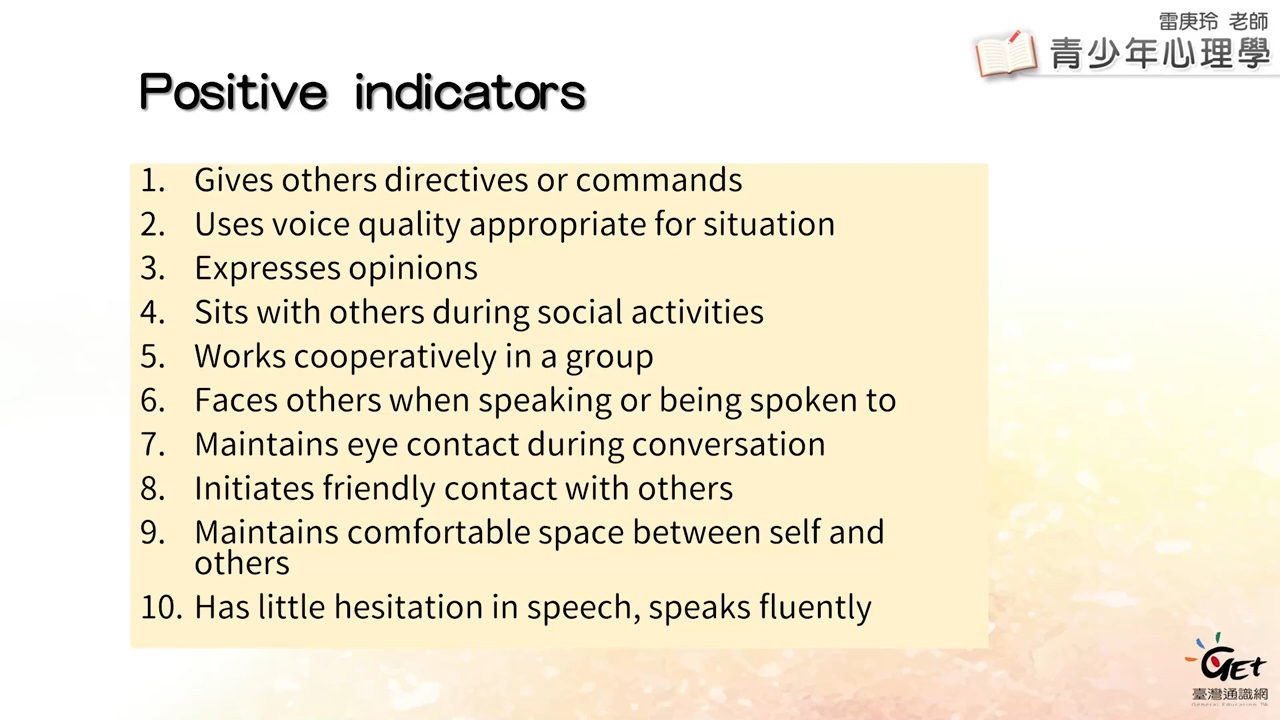 雷庚玲 老師
青少年心理學
Positive indicators
1. Gives others directives or commands
2. Uses voice quality appropriate for situation
3. Expresses opinions
4. Sits with others during social activities
5. Works cooperatively in a group
6. Faces others when speaking or being spoken to
7. Maintains eye contact during conversation
8. Initiates friendly contact with others
9. Maintains comfortable space between self and
others
10. Has little hesitation in speech, speaks fluently
GET
臺灣通識網